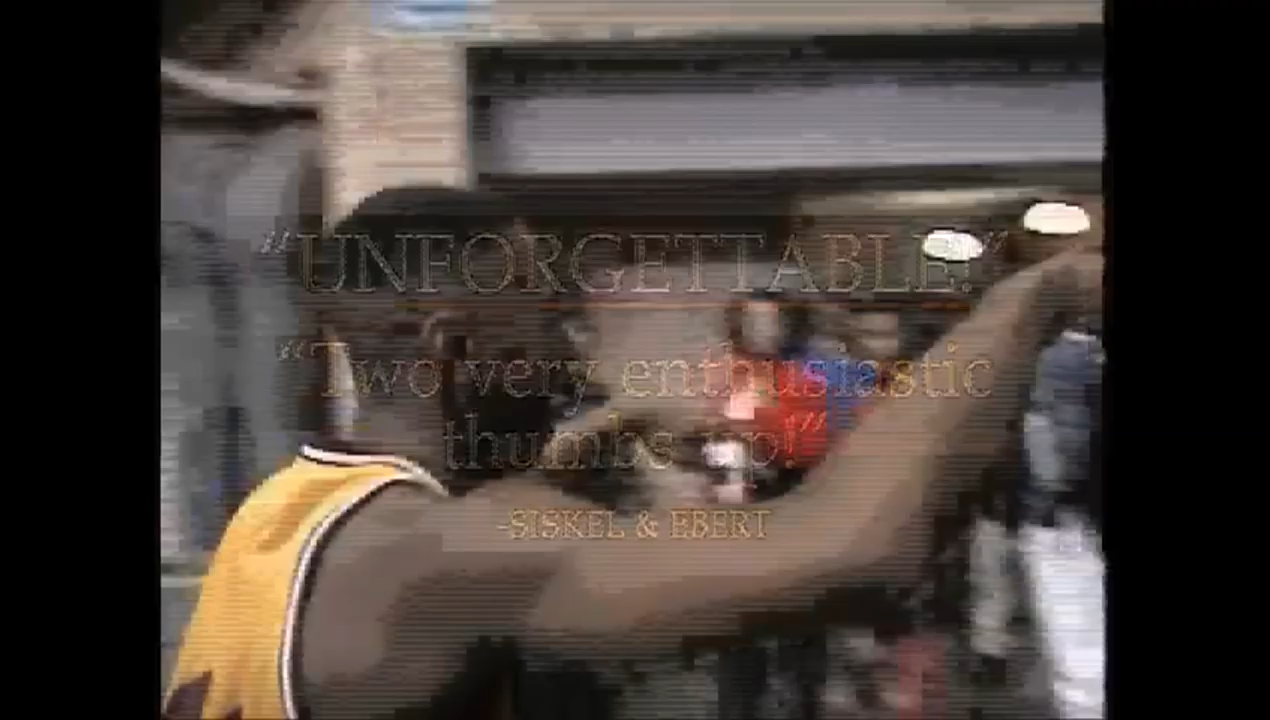 “UNFORGETTABLE!”
“Two very enthusiastic
thumbs up!”
-SISKEL & EBERT